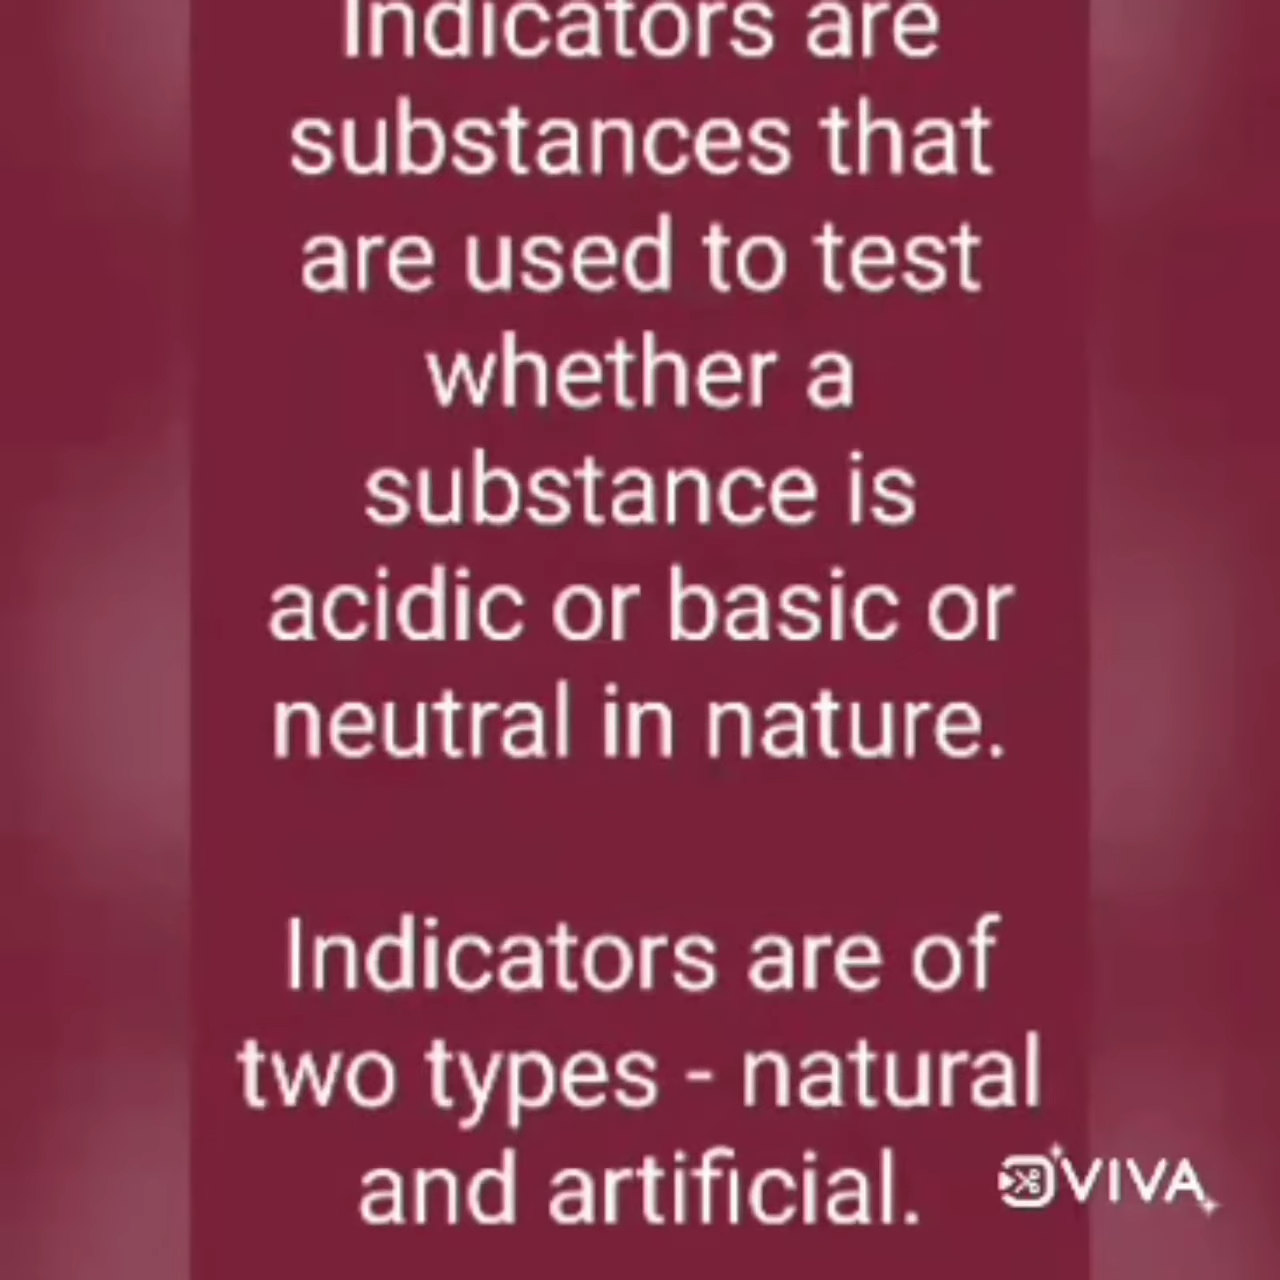 Indicators are
substances that
are used to test
whether a
substance is
acidic or basic or
neutral in nature.
Indicators are of
two types - natural
and artificial.
VIVA